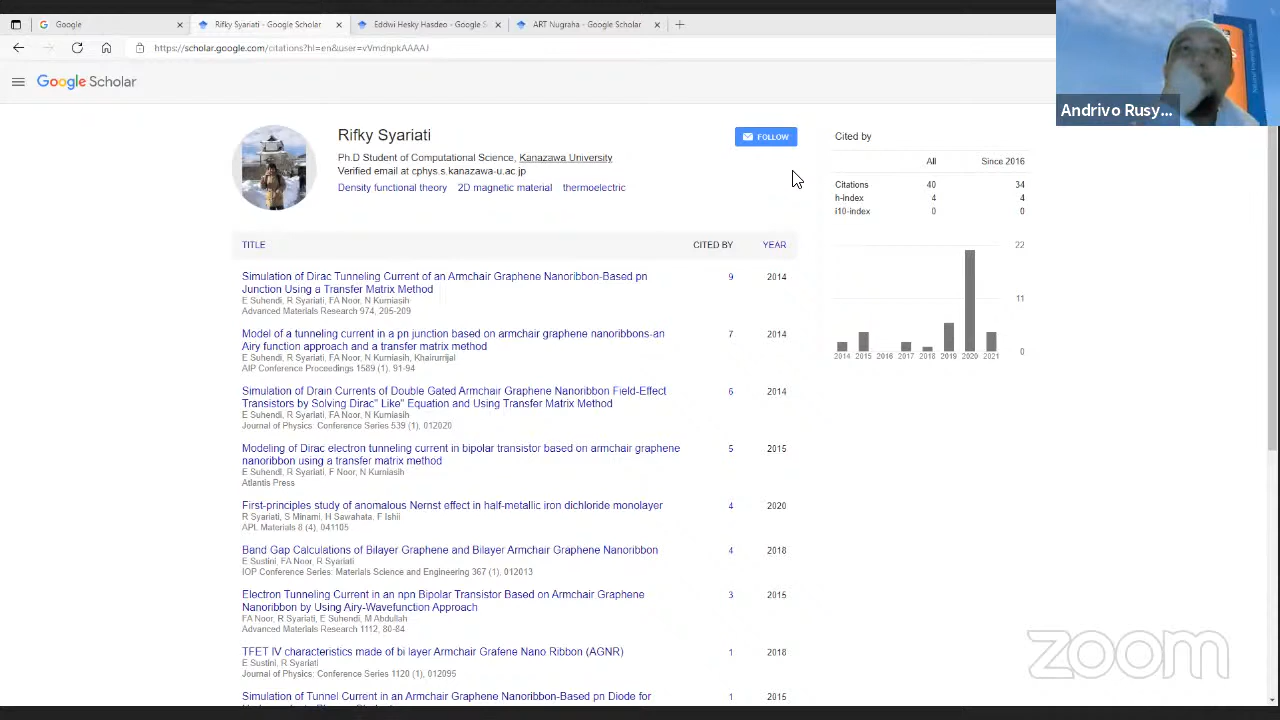 Google
Rifky Syariati - Google Scholar
Eddwi Hesky Hasdeo - Google S
ART Nugraha - Google Scholar
https://scholar.google.com/citations?hl=en&user=vVmdnpkAAAAJ
Google Scholar
Andrivo Rusy...
Rifky Syariati
FOLLOW
Ph.D Student of Computational Science, Kanazawa University
Verified email at cphys.s.kanazawa-u.ac.jp
Density functional theory 2D magnetic material thermoelectric
Cited by
All Since 2016
Citations 40 34
h-index 4 4
i10-index 0 0
22
11
0
2014 2015 2016 2017 2018 2019 2020 2021
TITLE CITED BY YEAR
Simulation of Dirac Tunneling Current of an Armchair Graphene Nanoribbon-Based pn 9 2014
Junction Using a Transfer Matrix Method
E Suhendi, R Syariati, FA Noor, N Kurniasih
Advanced Materials Research 974, 205-209
Model of a tunneling current in a pn junction based on armchair graphene nanoribbons-an 7 2014
Airy function approach and a transfer matrix method
E Suhendi, R Syariati, FA Noor, N Kurniasih, Khairurrijal
AIP Conference Proceedings 1589 (1), 91-94
Simulation of Drain Currents of Double Gated Armchair Graphene Nanoribbon Field-Effect 6 2014
Transistors by Solving Dirac" Like" Equation and Using Transfer Matrix Method
E Suhendi, R Syariati, FA Noor, N Kurniasih
Journal of Physics: Conference Series 539 (1), 012020
Modeling of Dirac electron tunneling current in bipolar transistor based on armchair graphene 5 2015
nanoribbon using a transfer matrix method
E Suhendi, R Syariati, F Noor, N Kurniasih
Atlantis Press
First-principles study of anomalous Nernst effect in half-metallic iron dichloride monolayer 4 2020
R Syariati, S Minami, H Sawahata, F Ishii
APL Materials 8 (4), 041105
Band Gap Calculations of Bilayer Graphene and Bilayer Armchair Graphene Nanoribbon 4 2018
E Sustini, FA Noor, R Syariati
IOP Conference Series: Materials Science and Engineering 367 (1), 012013
Electron Tunneling Current in an npn Bipolar Transistor Based on Armchair Graphene 3 2015
Nanoribbon by Using Airy-Wavefunction Approach
FA Noor, R Syariati, E Suhendi, M Abdullah
Advanced Materials Research 1112, 80-84
TFET IV characteristics made of bi layer Armchair Grafene Nano Ribbon (AGNR) 1 2018
E Sustini, R Syariati
Journal of Physics: Conference Series 1120 (1), 012095
Simulation of Tunnel Current in an Armchair Graphene Nanoribbon-Based pn Diode for 1 2015
zoom